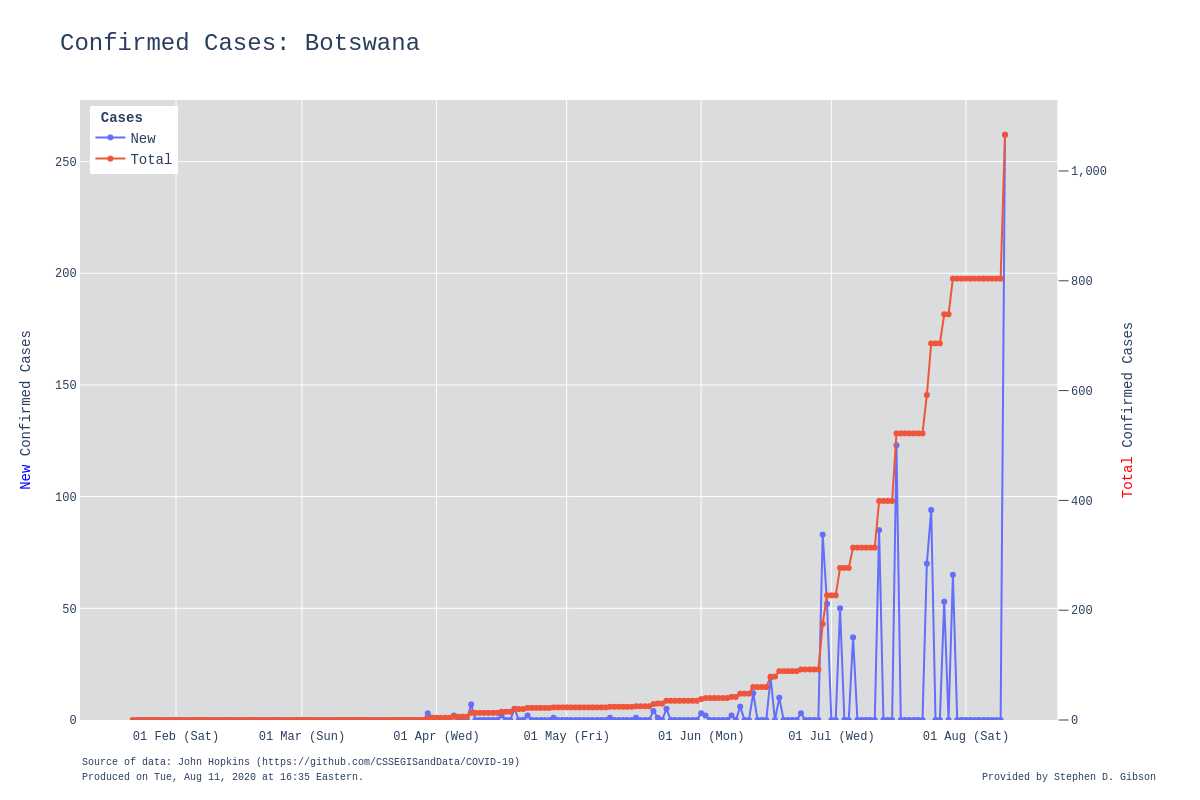 Confirmed Cases: Botswana
Cases
New
Total
250
200
150
100
50
0
1,000
800
600
400
200
0
New Confirmed Cases
Total Confirmed Cases
01 Feb (Sat)
01 Mar (Sun)
01 Apr (Wed)
01 May (Fri)
01 Jun (Mon)
01 Jul (Wed)
01 Aug (Sat)
Source of data: John Hopkins (https://github.com/CSSEGISandData/COVID-19)
Produced on Tue, Aug 11, 2020 at 16:35 Eastern.
Provided by Stephen D. Gibson